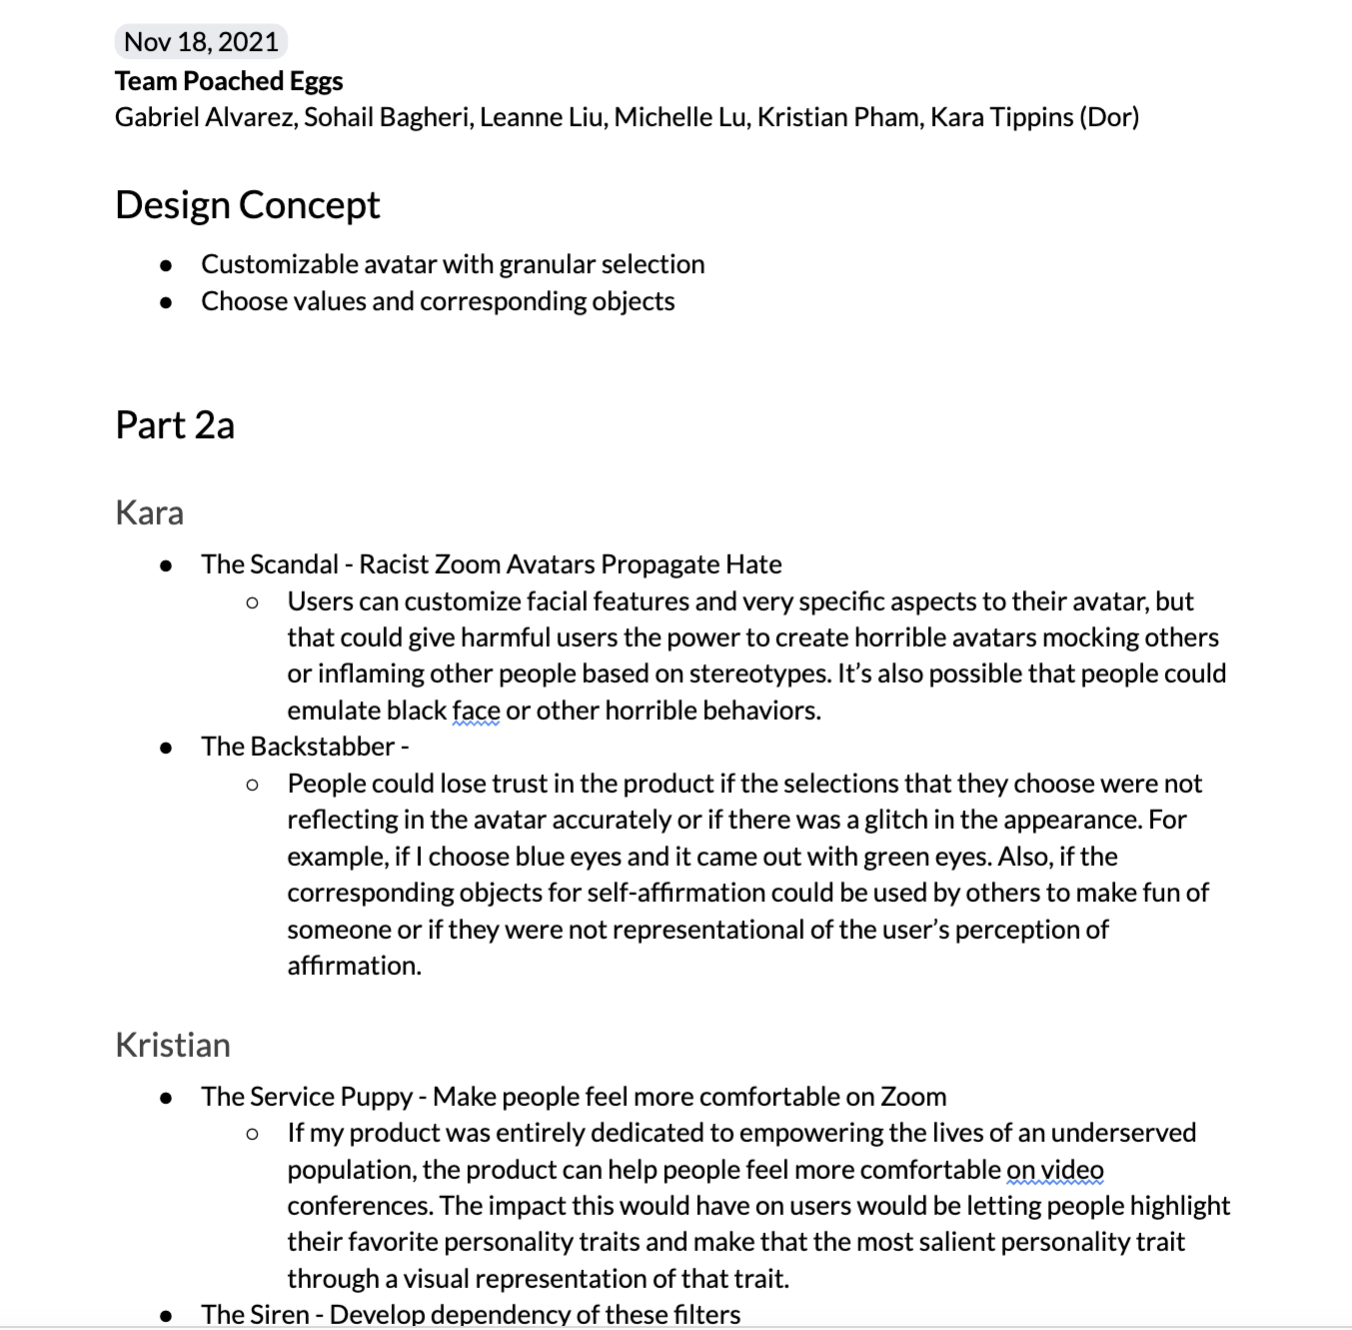 Nov 18, 2021
Team Poached Eggs
Gabriel Alvarez, Sohail Bagheri, Leanne Liu, Michelle Lu, Kristian Pham, Kara Tippins (Dor)
Design Concept
● Customizable avatar with granular selection
● Choose values and corresponding objects
Part 2a
Kara
● The Scandal - Racist Zoom Avatars Propagate Hate
○ Users can customize facial features and very specific aspects to their avatar, but
that could give harmful users the power to create horrible avatars mocking others
or inflaming other people based on stereotypes. It’s also possible that people could
emulate black face or other horrible behaviors.
● The Backstabber -
○ People could lose trust in the product if the selections that they choose were not
reflecting in the avatar accurately or if there was a glitch in the appearance. For
example, if I choose blue eyes and it came out with green eyes. Also, if the
corresponding objects for self-affirmation could be used by others to make fun of
someone or if they were not representational of the user’s perception of
affirmation.
Kristian
● The Service Puppy - Make people feel more comfortable on Zoom
○ If my product was entirely dedicated to empowering the lives of an underserved
population, the product can help people feel more comfortable on video
conferences. The impact this would have on users would be letting people highlight
their favorite personality traits and make that the most salient personality trait
through a visual representation of that trait.
● The Siren - Develop dependency of these filters